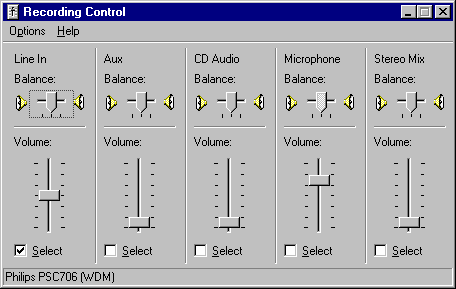 Recording Control
Options Help
Line In Aux CD Audio Microphone Stereo Mix
Balance: Balance: Balance: Balance: Balance:
Volume: Volume: Volume: Volume: Volume:
Select Select Select Select Select
Philips PSC706 (WDM)